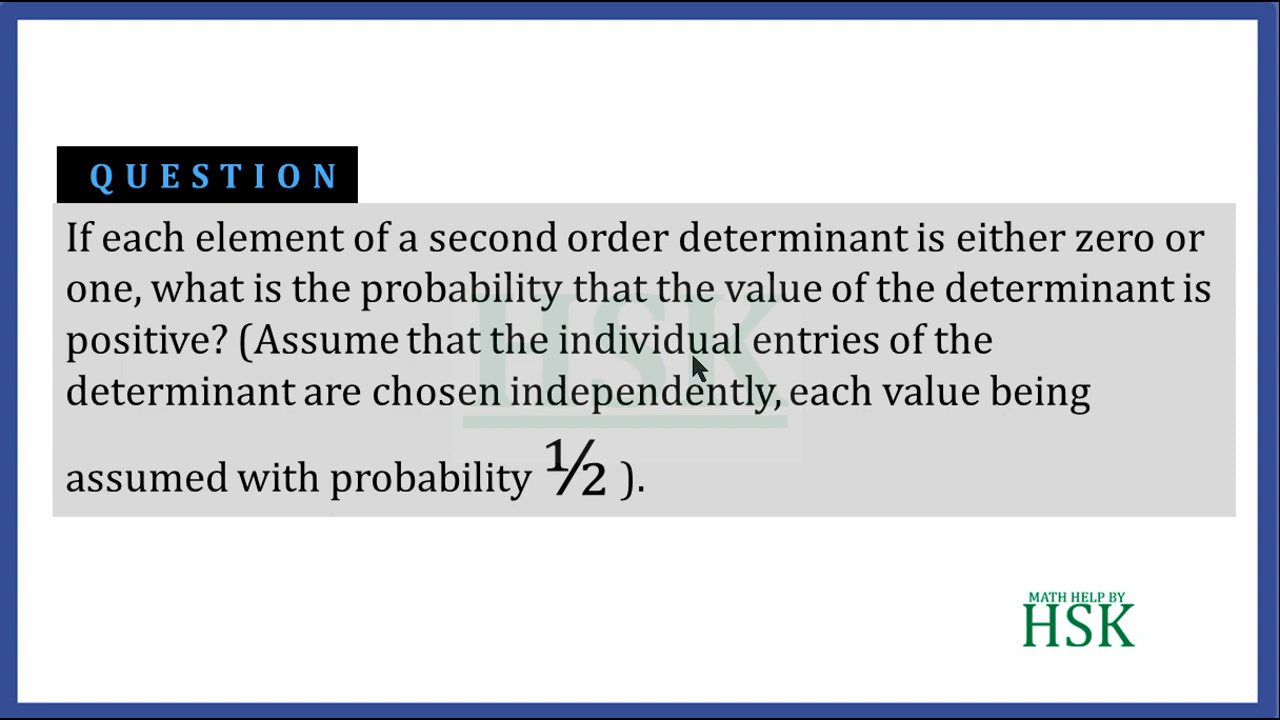 QUESTION
If each element of a second order determinant is either zero or
one, what is the probability that the value of the determinant is
positive? (Assume that the individual entries of the
determinant are chosen independently, each value being
assumed with probability ½ ).
HSK
MATH HELP BY
HSK